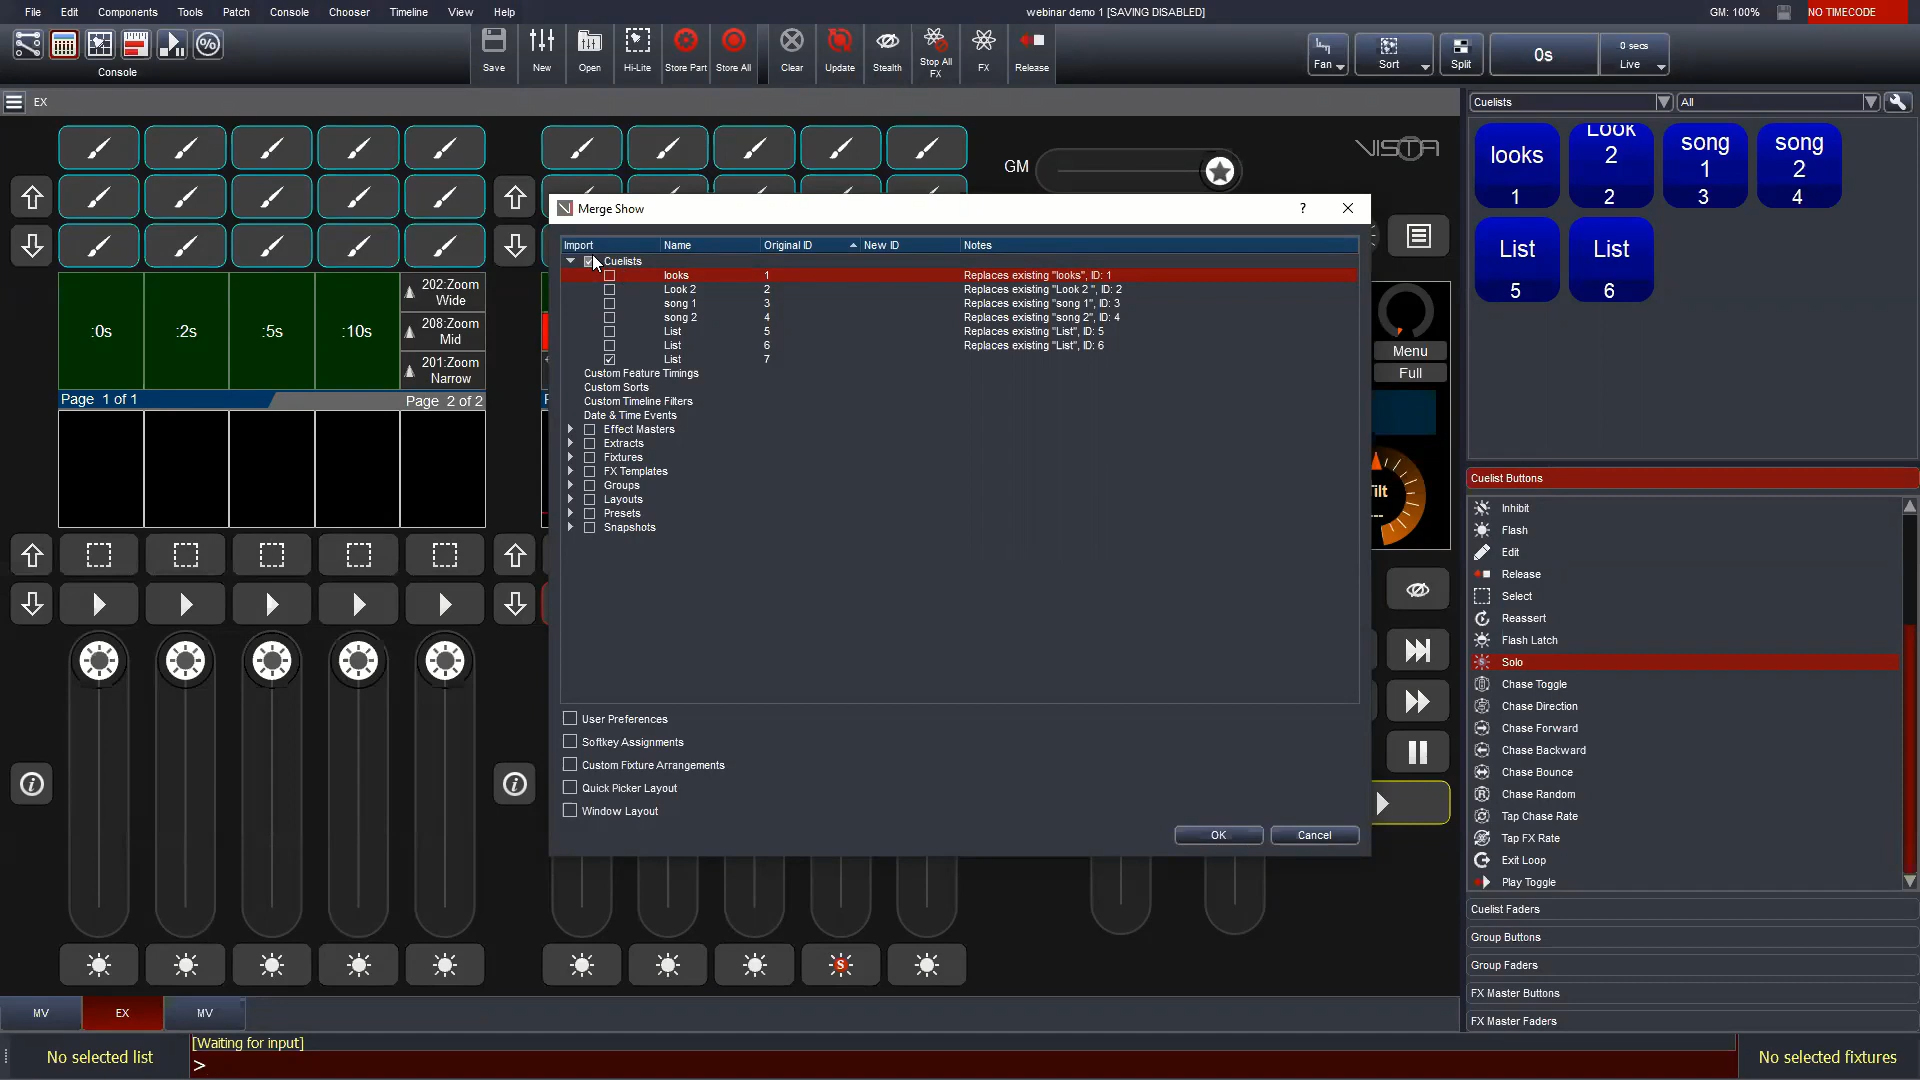 File Edit Components Tools Patch Console Chooser Timeline View Help
webinar demo 1 [SAVING DISABLED]
GM: 100%
NO TIMECODE
Console
Save New Open Hi-Lite Store Part Store All Clear Update Stealth Stop All FX FX Release
Fan Sort Split 0s 0 secs Live
EX
Cuelists All
looks 1
Look 2 2
song 1 3
song 2 4
List 5
List 6
GM
VISTA
Merge Show
? 
Import Name Original ID New ID Notes
Cuelists
looks 1 Replaces existing "looks", ID: 1
Look 2 2 Replaces existing "Look 2 ", ID: 2
song 1 3 Replaces existing "song 1", ID: 3
song 2 4 Replaces existing "song 2", ID: 4
List 5 Replaces existing "List", ID: 5
List 6 Replaces existing "List", ID: 6
List 7
Custom Feature Timings
Custom Sorts
Custom Timeline Filters
Date & Time Events
Effect Masters
Extracts
Fixtures
FX Templates
Groups
Layouts
Presets
Snapshots
User Preferences
Softkey Assignments
Custom Fixture Arrangements
Quick Picker Layout
Window Layout
OK Cancel
:0s :2s :5s :10s
202:Zoom Wide
208:Zoom Mid
201:Zoom Narrow
Page 1 of 1
Page 2 of 2
Menu
Full
S
Cuelist Buttons
Inhibit
Flash
Edit
Release
Select
Reassert
Flash Latch
Solo
Chase Toggle
Chase Direction
Chase Forward
Chase Backward
Chase Bounce
Chase Random
Tap Chase Rate
Tap FX Rate
Exit Loop
Play Toggle
Cuelist Faders
Group Buttons
Group Faders
FX Master Buttons
FX Master Faders
MV EX MV
No selected list
[Waiting for input]
>
No selected fixtures